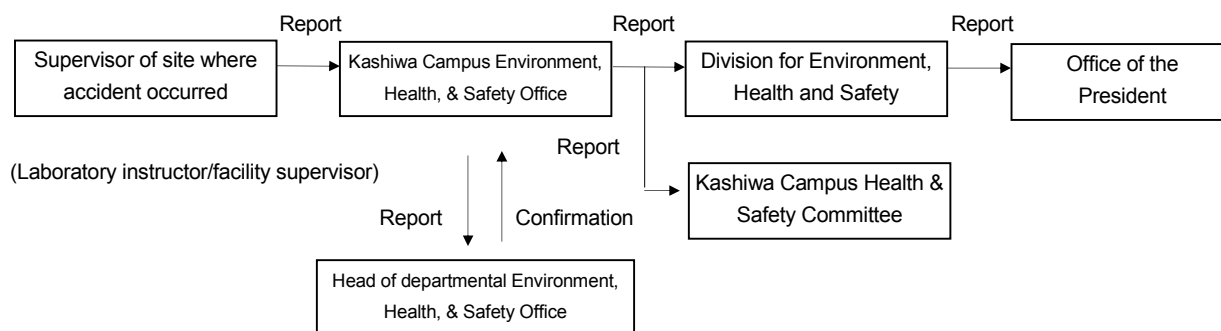 Report
Report
Report
Supervisor of site where
accident occurred
Kashiwa Campus Environment,
Health, & Safety Office
Division for Environment,
Health and Safety
Office of the
President
(Laboratory instructor/facility supervisor)
Report
Kashiwa Campus Health &
Safety Committee
Report
Confirmation
Head of departmental Environment,
Health, & Safety Office